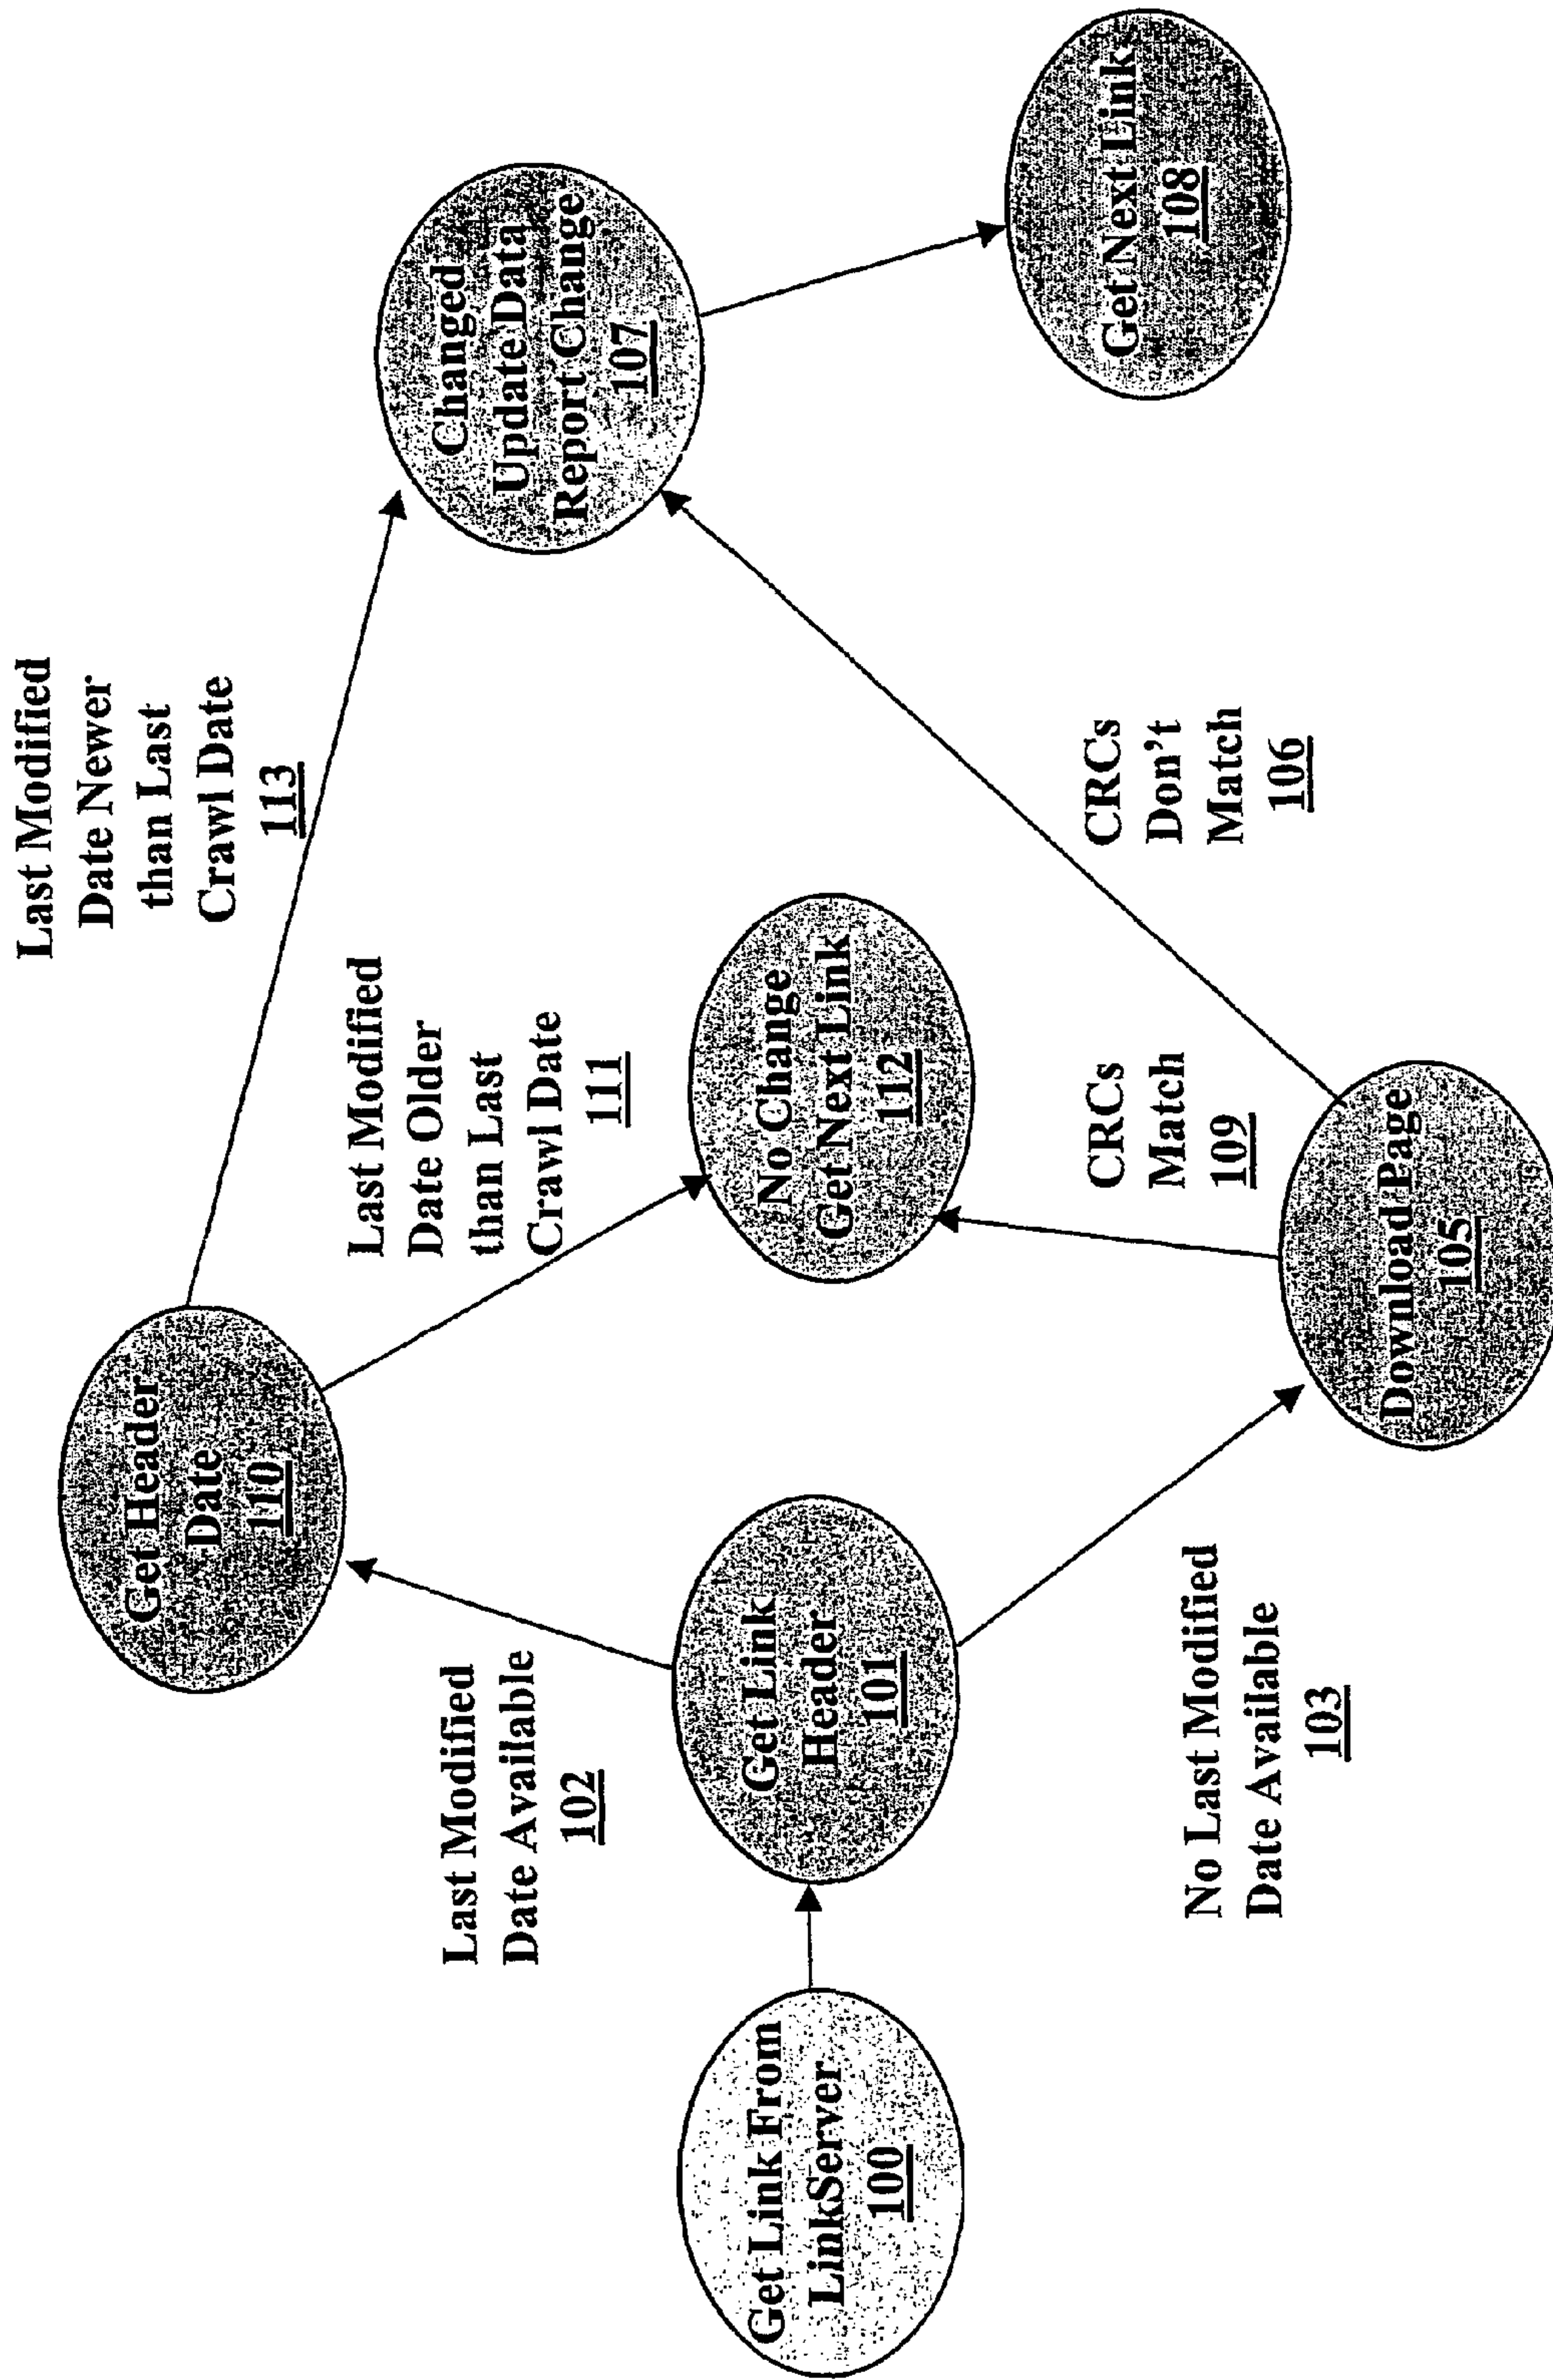 Get Link From
LinkServer
100
Get Link
Header
101
Last Modified
Date Available
102
No Last Modified
Date Available
103
Get Header
Date
110
Download Page
105
Last Modified
Date Older
than Last
Crawl Date
111
No Change
Get Next Link
112
CRCs
Match
109
Last Modified
Date Newer
than Last
Crawl Date
113
CRCs
Don't
Match
106
Changed
Update Data
Report Change
107
Get Next Link
108